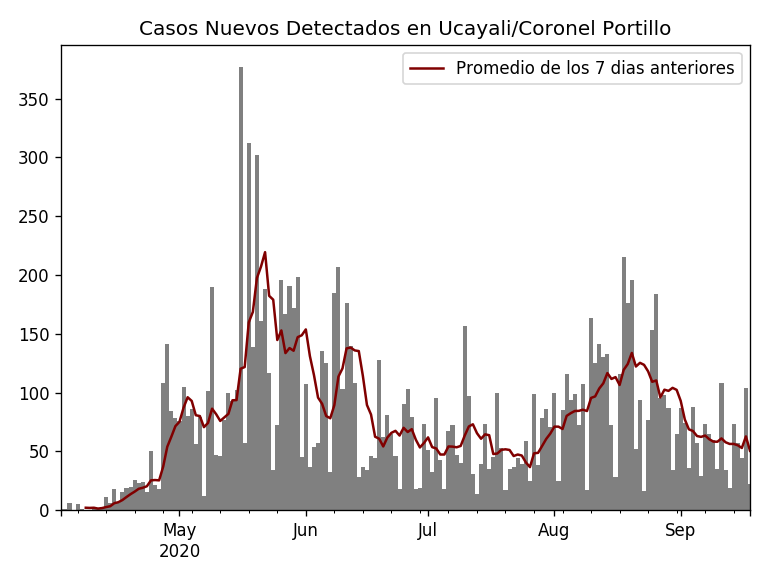 Casos Nuevos Detectados en Ucayali/Coronel Portillo
Promedio de los 7 dias anteriores
350
300
250
200
150
100
50
0
May
2020
Jun
Jul
Aug
Sep